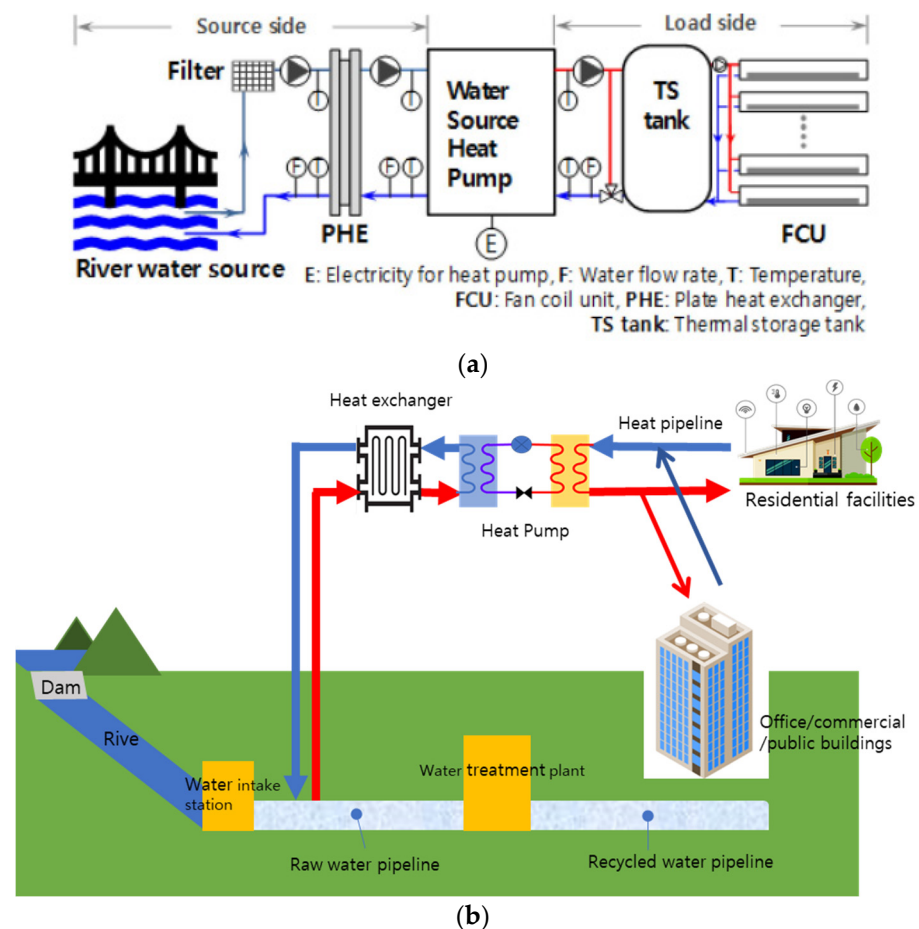 Source side
Load side
Filter
T
T
Water
Source
Heat
Pump
T
TS
tank
F T
F T
T F
PHE
E
FCU
River water source
E: Electricity for heat pump, F: Water flow rate, T: Temperature,
FCU: Fan coil unit, PHE: Plate heat exchanger,
TS tank: Thermal storage tank
(a)
Heat exchanger
Heat pipeline
Residential facilities
Heat Pump
Dam
Rive
Office/commercial
/public buildings
Water intake
station
Water treatment plant
Raw water pipeline
Recycled water pipeline
(b)